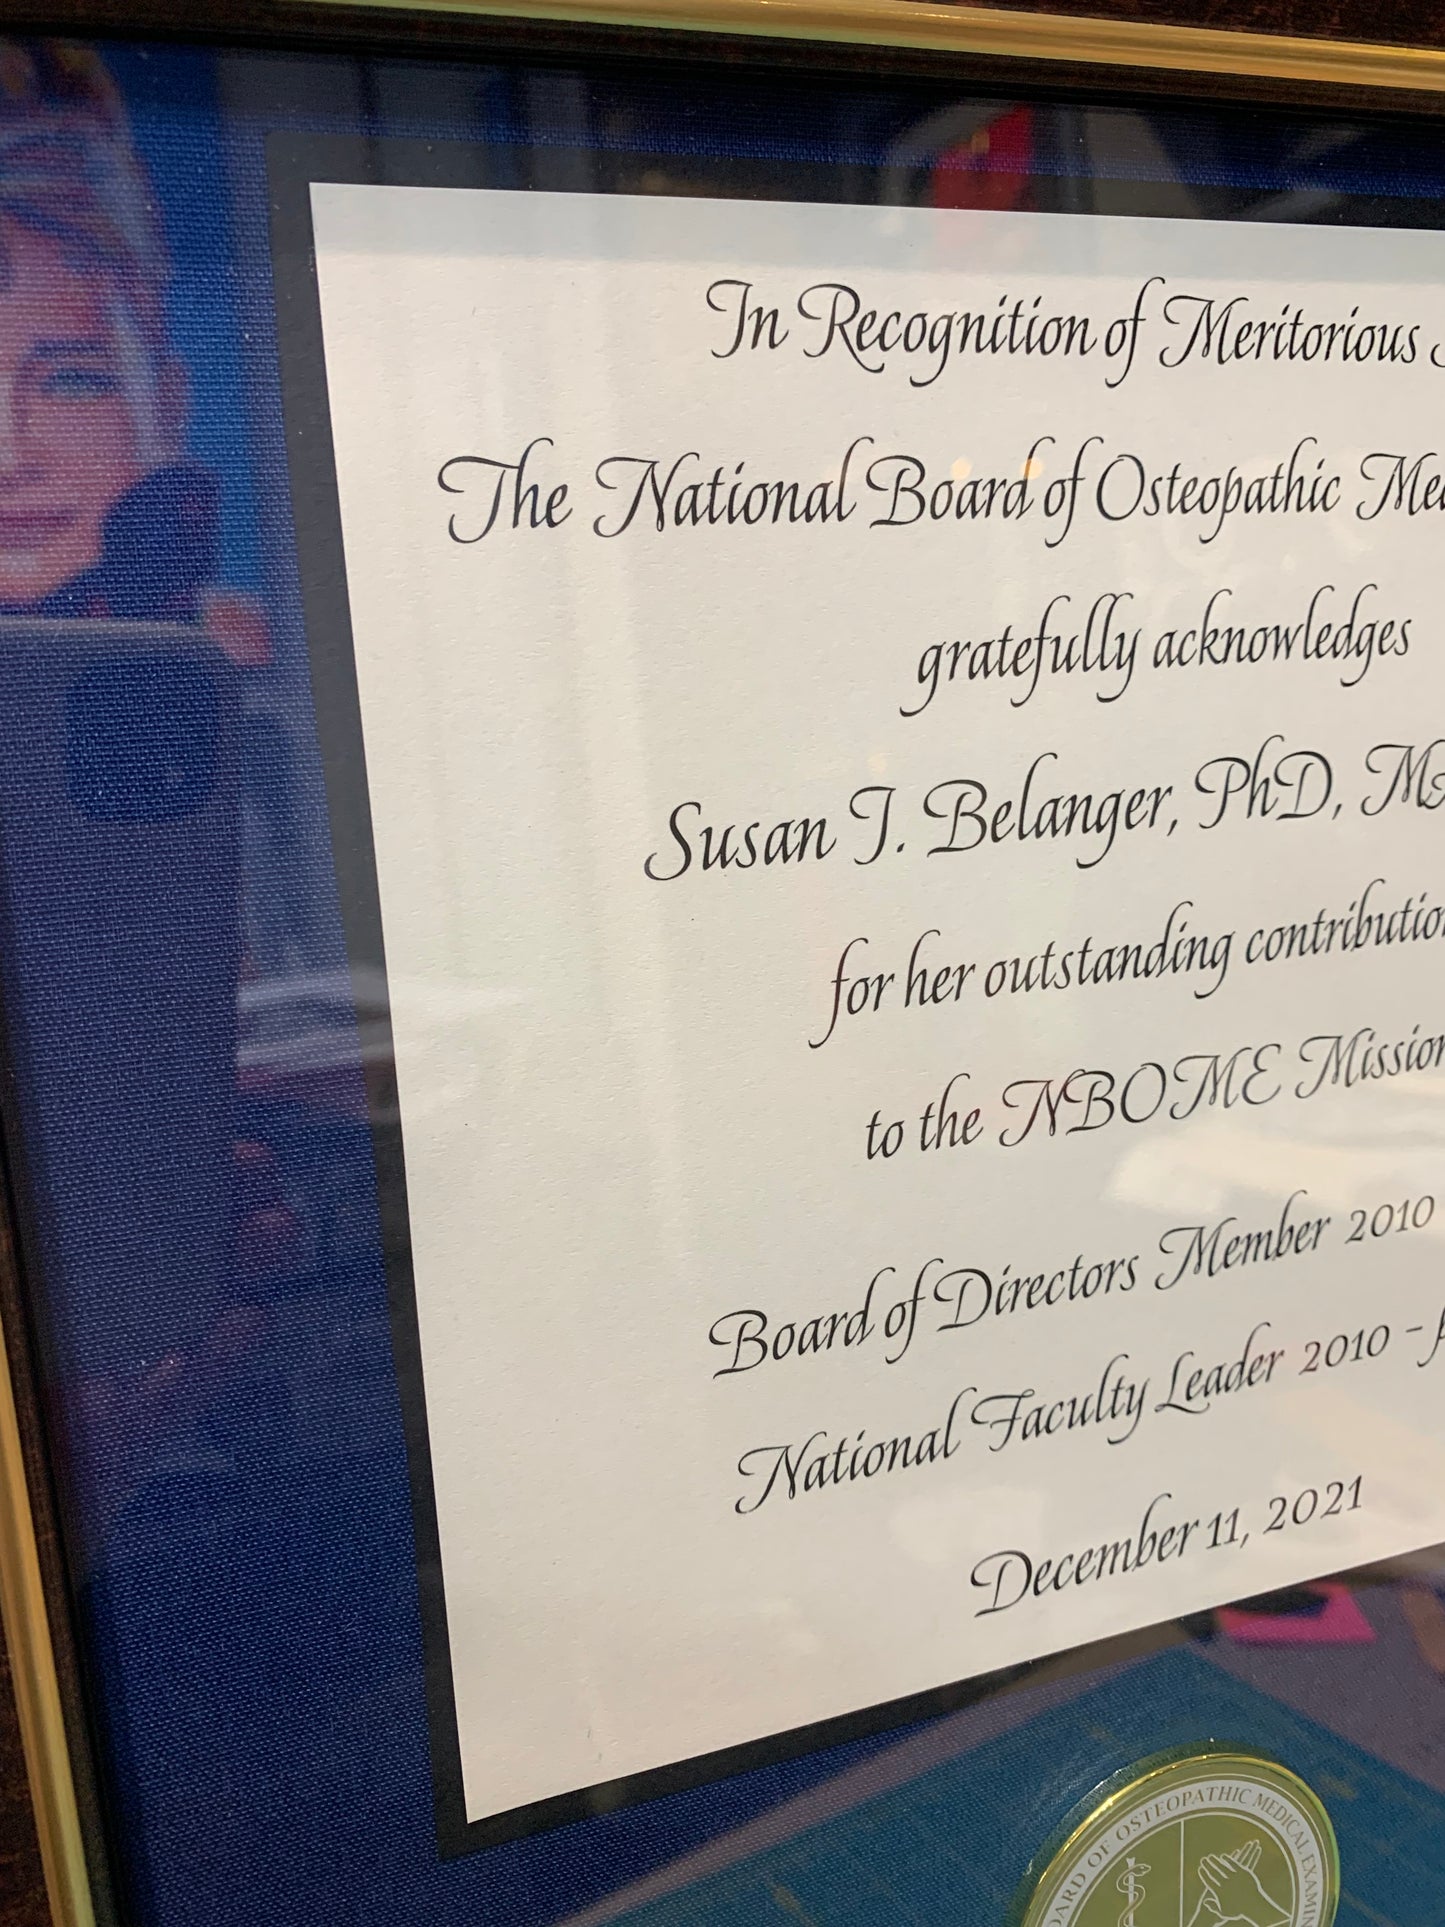 In Recognition of Meritorious
The National Board of Osteopathic
gratefully acknowledges
Susan T. Belanger, PhD,
for her outstanding
to the NBOME
Board of Directors Member 2010
National Faculty Leader 2010 -
December 11, 2021
OF OSTEOPATHIC MEDICAL